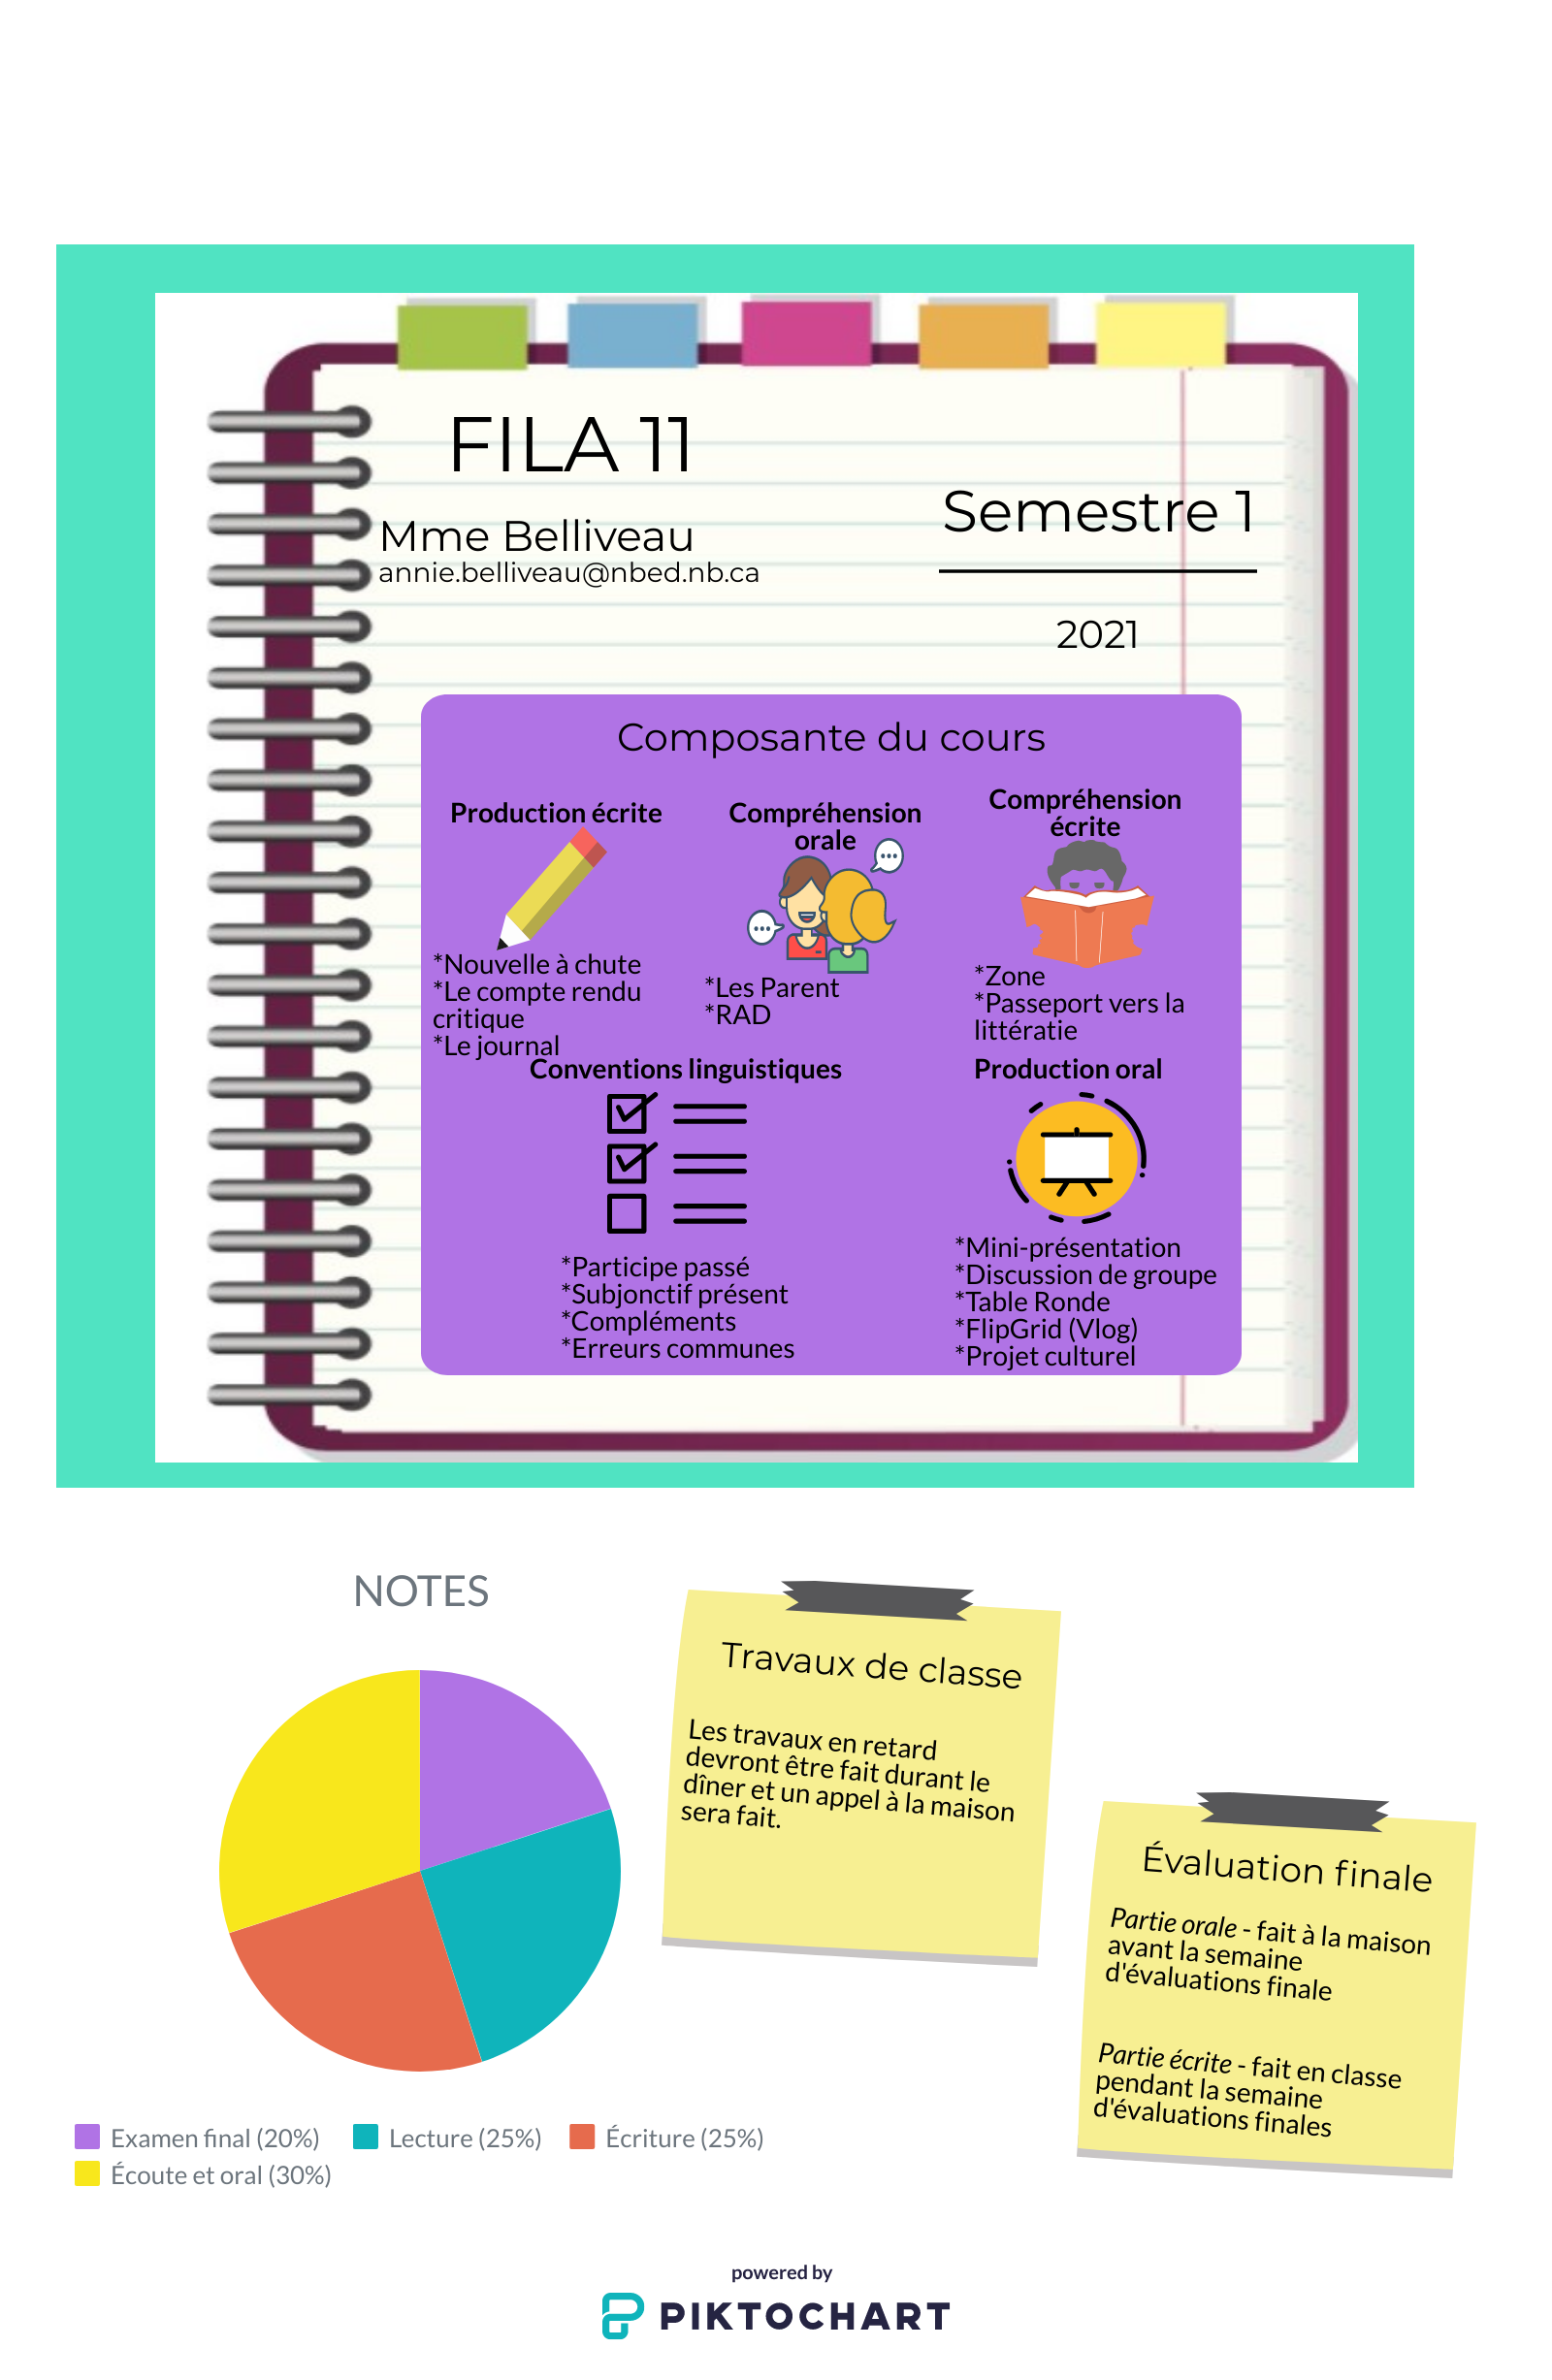 FILA 11
Mme Belliveau
annie.belliveau@nbed.nb.ca
Semestre 1
2021
Composante du cours
Production écrite
*Nouvelle à chute
*Le compte rendu
critique
*Le journal
Compréhension
orale
*Les Parent
*RAD
Compréhension
écrite
*Zone
*Passeport vers la
littératie
Conventions linguistiques
*Participe passé
*Subjonctif présent
*Compléments
*Erreurs communes
Production oral
*Mini-présentation
*Discussion de groupe
*Table Ronde
*FlipGrid (Vlog)
*Projet culturel
NOTES
Examen final (20%)
Lecture (25%)
Écriture (25%)
Écoute et oral (30%)
Travaux de classe
Les travaux en retard
devront être fait durant le
dîner et un appel à la maison
sera fait.
Évaluation finale
Partie orale - fait à la maison
avant la semaine
d'évaluations finale
Partie écrite - fait en classe
pendant la semaine
d'évaluations finales
powered by
PIKTOCHART